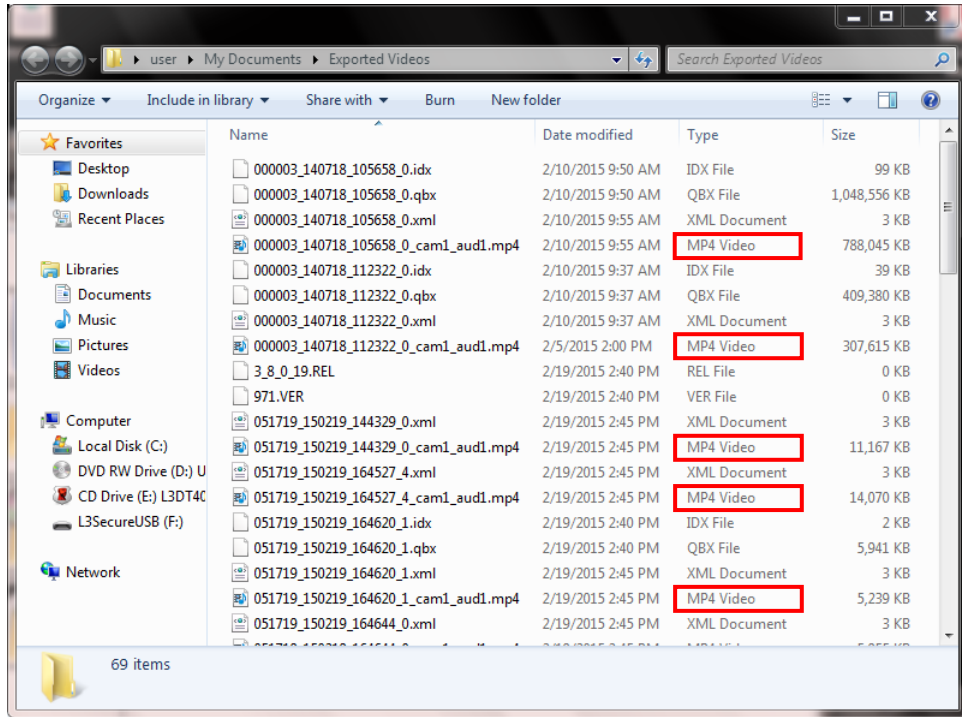 user ▸ My Documents ▸ Exported Videos
Search Exported Videos
Organize Include in library Share with Burn New folder
Name Date modified Type Size
Favorites
Desktop
Downloads
Recent Places
Libraries
Documents
Music
Pictures
Videos
Computer
Local Disk (C:)
DVD RW Drive (D:) U
CD Drive (E:) L3DT40
L3SecureUSB (F:)
Network
000003_140718_105658_0.idx 2/10/2015 9:50 AM IDX File 99 KB
000003_140718_105658_0.qbx 2/10/2015 9:50 AM QBX File 1,048,556 KB
000003_140718_105658_0.xml 2/10/2015 9:55 AM XML Document 3 KB
000003_140718_105658_0_cam1_aud1.mp4 2/10/2015 9:55 AM MP4 Video 788,045 KB
000003_140718_112322_0.idx 2/10/2015 9:37 AM IDX File 39 KB
000003_140718_112322_0.qbx 2/10/2015 9:37 AM QBX File 409,380 KB
000003_140718_112322_0.xml 2/10/2015 9:37 AM XML Document 3 KB
000003_140718_112322_0_cam1_aud1.mp4 2/5/2015 2:00 PM MP4 Video 307,615 KB
3_8_0_19.REL 2/19/2015 2:40 PM REL File 0 KB
971.VER 2/19/2015 2:40 PM VER File 0 KB
051719_150219_144329_0.xml 2/19/2015 2:45 PM XML Document 3 KB
051719_150219_144329_0_cam1_aud1.mp4 2/19/2015 2:45 PM MP4 Video 11,167 KB
051719_150219_164527_4.xml 2/19/2015 2:45 PM XML Document 3 KB
051719_150219_164527_4_cam1_aud1.mp4 2/19/2015 2:45 PM MP4 Video 14,070 KB
051719_150219_164620_1.idx 2/19/2015 2:40 PM IDX File 2 KB
051719_150219_164620_1.qbx 2/19/2015 2:40 PM QBX File 5,941 KB
051719_150219_164620_1.xml 2/19/2015 2:45 PM XML Document 3 KB
051719_150219_164620_1_cam1_aud1.mp4 2/19/2015 2:45 PM MP4 Video 5,239 KB
051719_150219_164644_0.xml 2/19/2015 2:45 PM XML Document 3 KB
69 items